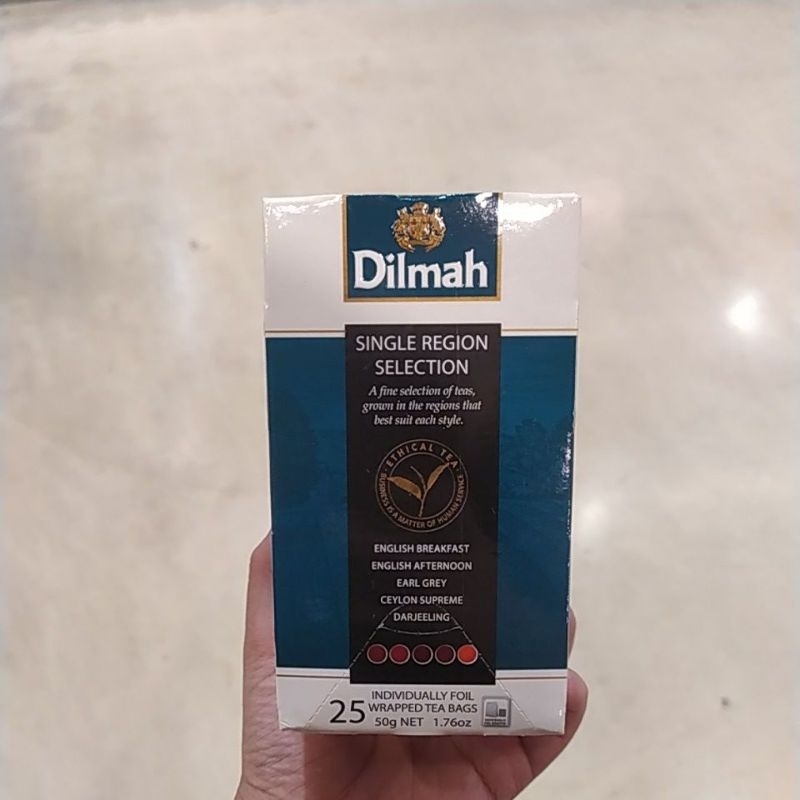 Dilmah
SINGLE REGION
SELECTION
A fine selection of teas,
grown in the regions that
best suit each style.
ETHICAL TEA
BUSINESS IS A MATTER OF HUMAN SERVICE
ENGLISH BREAKFAST
ENGLISH AFTERNOON
EARL GREY
CEYLON SUPREME
DARJEELING
25 INDIVIDUALLY FOIL
WRAPPED TEA BAGS
50g NET 1.76oz